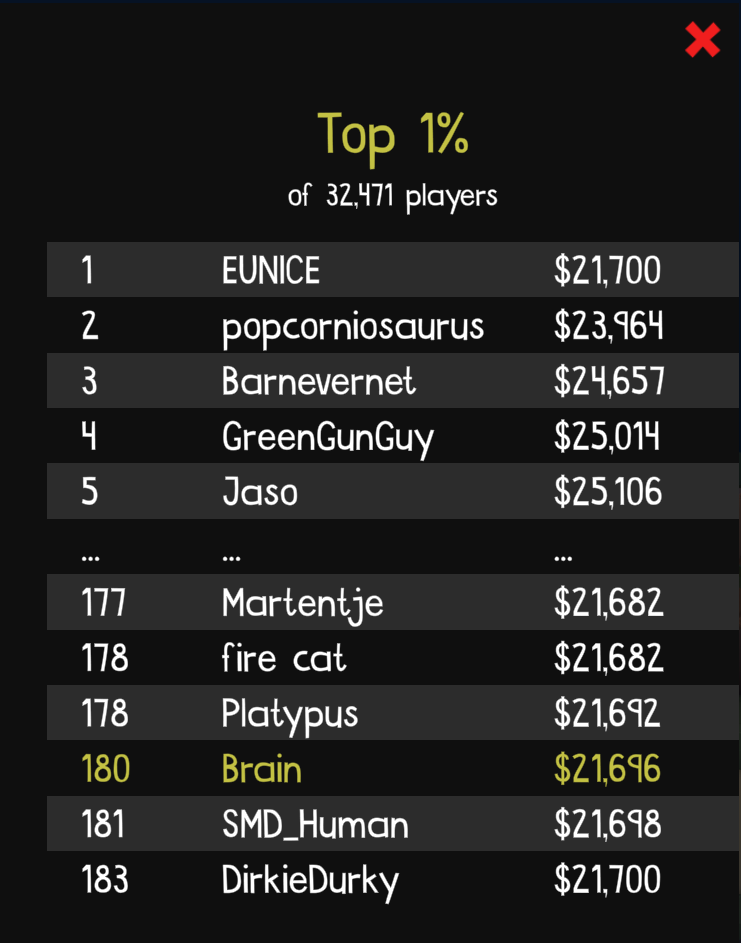 Top 1%
of 32,471 players
1 EUNICE $21,700
2 popcorniosaurus $23,964
3 Barnevernet $24,657
4 GreenGunGuy $25,014
5 Jaso $25,106
... ... ...
177 Martentje $21,682
178 fire cat $21,682
178 Platypus $21,692
180 Brain $21,696
181 SMD_Human $21,698
183 DirkieDurky $21,700